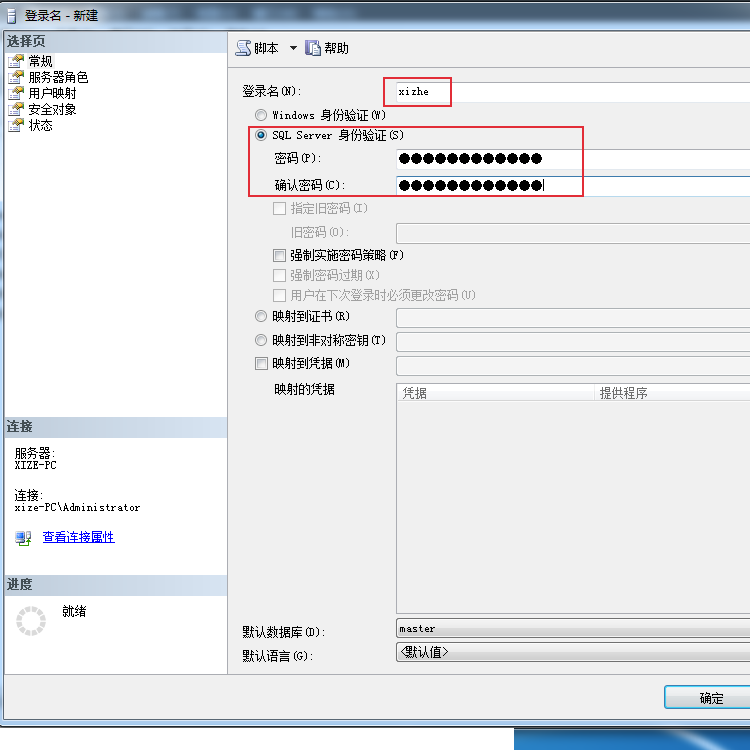 登录名 - 新建
选择页
常规
服务器角色
用户映射
安全对象
状态
脚本 帮助
登录名(N): xizhe
Windows 身份验证(W)
SQL Server 身份验证(S)
密码(P): ●●●●●●●●●●●●
确认密码(C): ●●●●●●●●●●●●
指定旧密码(I)
旧密码(O):
强制实施密码策略(F)
强制密码过期(X)
用户在下次登录时必须更改密码(U)
映射到证书(R)
映射到非对称密钥(T)
映射到凭据(M)
映射的凭据
凭据 提供程序
连接
服务器:
XIZE-PC
连接:
xize-PC\Administrator
查看连接属性
进度
就绪
默认数据库(D): master
默认语言(G): <默认值>
确定